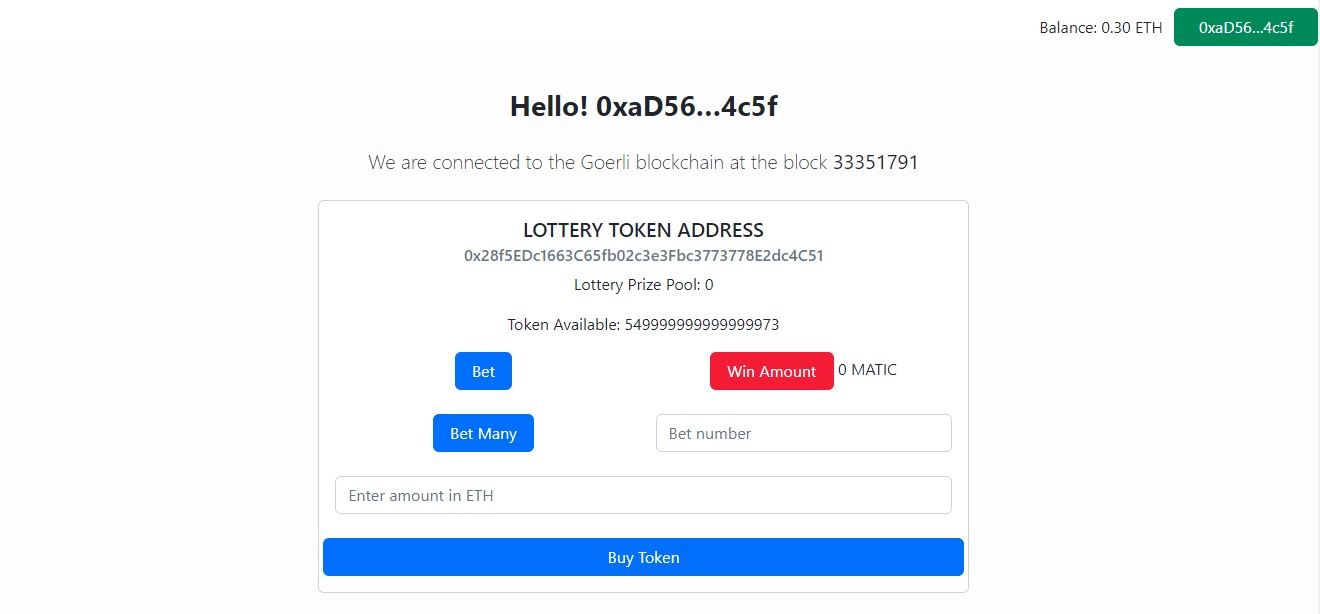 Balance: 0.30 ETH 0xaD56...4c5f
Hello! 0xaD56...4c5f
We are connected to the Goerli blockchain at the block 33351791
LOTTERY TOKEN ADDRESS
0x28f5EDc1663C65fb02c3e3Fbc3773778E2dc4C51
Lottery Prize Pool: 0
Token Available: 549999999999999973
Bet Win Amount 0 MATIC
Bet Many Bet number
Enter amount in ETH
Buy Token